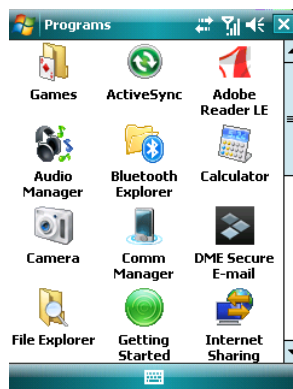 Programs
Games
ActiveSync
Adobe
Reader LE
Audio
Manager
Bluetooth
Explorer
Calculator
Camera
Comm
Manager
DME Secure
E-mail
File Explorer
Getting
Started
Internet
Sharing